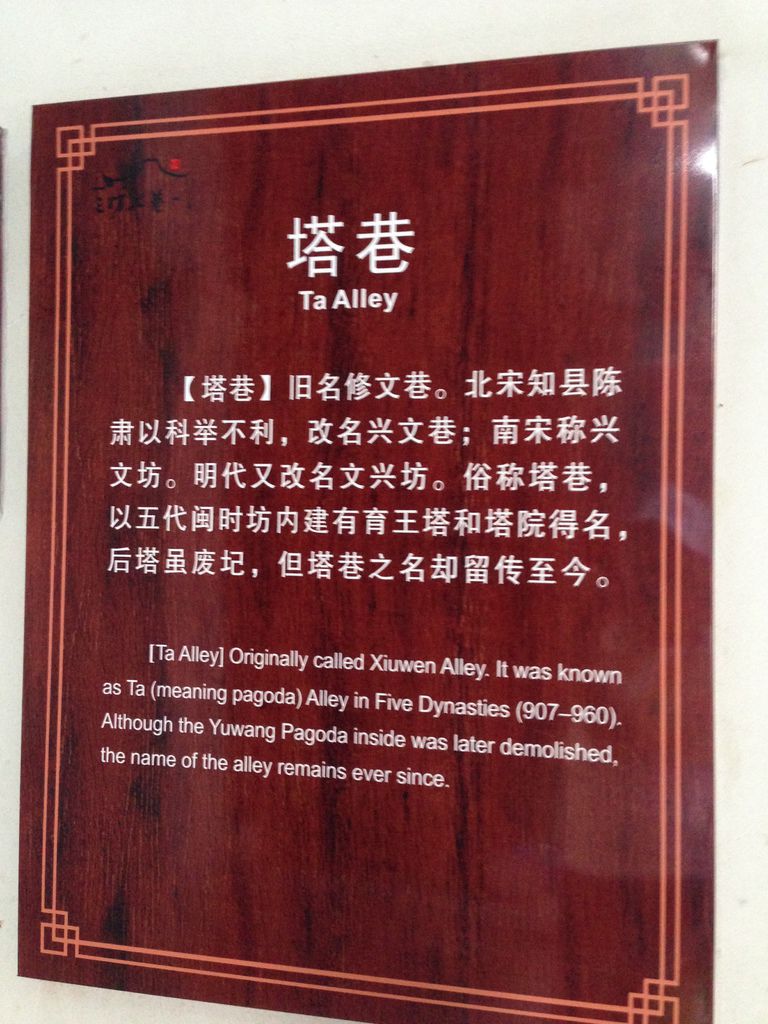 塔巷
Ta Alley
【塔巷】旧名修文巷。北宋知县陈
肃以科举不利，改名兴文巷；南宋称兴
文坊。明代又改名文兴坊。俗称塔巷，
以五代闽时坊内建有育王塔和塔院得名，
后塔虽废圮，但塔巷之名却留传至今。
[Ta Alley] Originally called Xiuwen Alley. It was known
as Ta (meaning pagoda) Alley in Five Dynasties (907–960).
Although the Yuwang Pagoda inside was later demolished,
the name of the alley remains ever since.